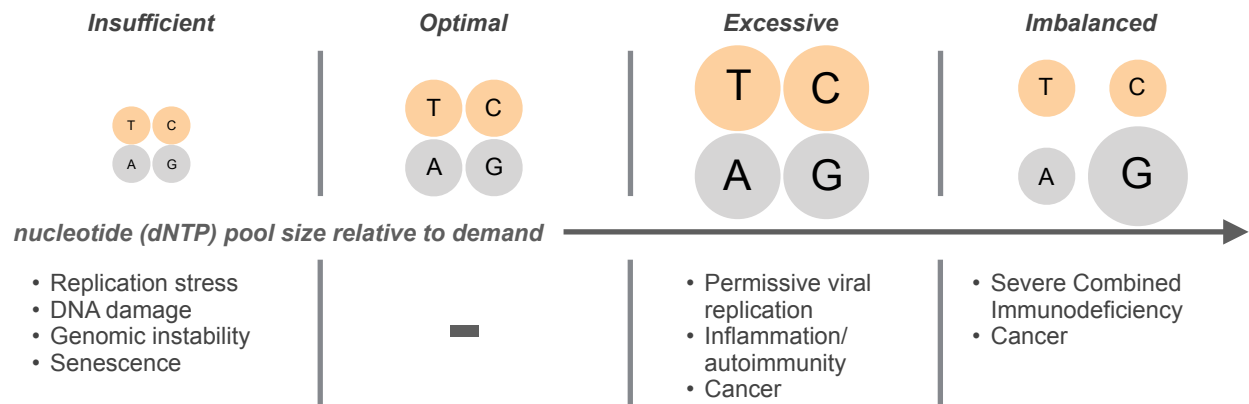 Insufficient
Optimal
Excessive
Imbalanced
T C
A G
T C
A G
T C
A G
T C
A G
nucleotide (dNTP) pool size relative to demand
• Replication stress
• DNA damage
• Genomic instability
• Senescence
• Permissive viral
replication
• Inflammation/
autoimmunity
• Cancer
• Severe Combined
Immunodeficiency
• Cancer